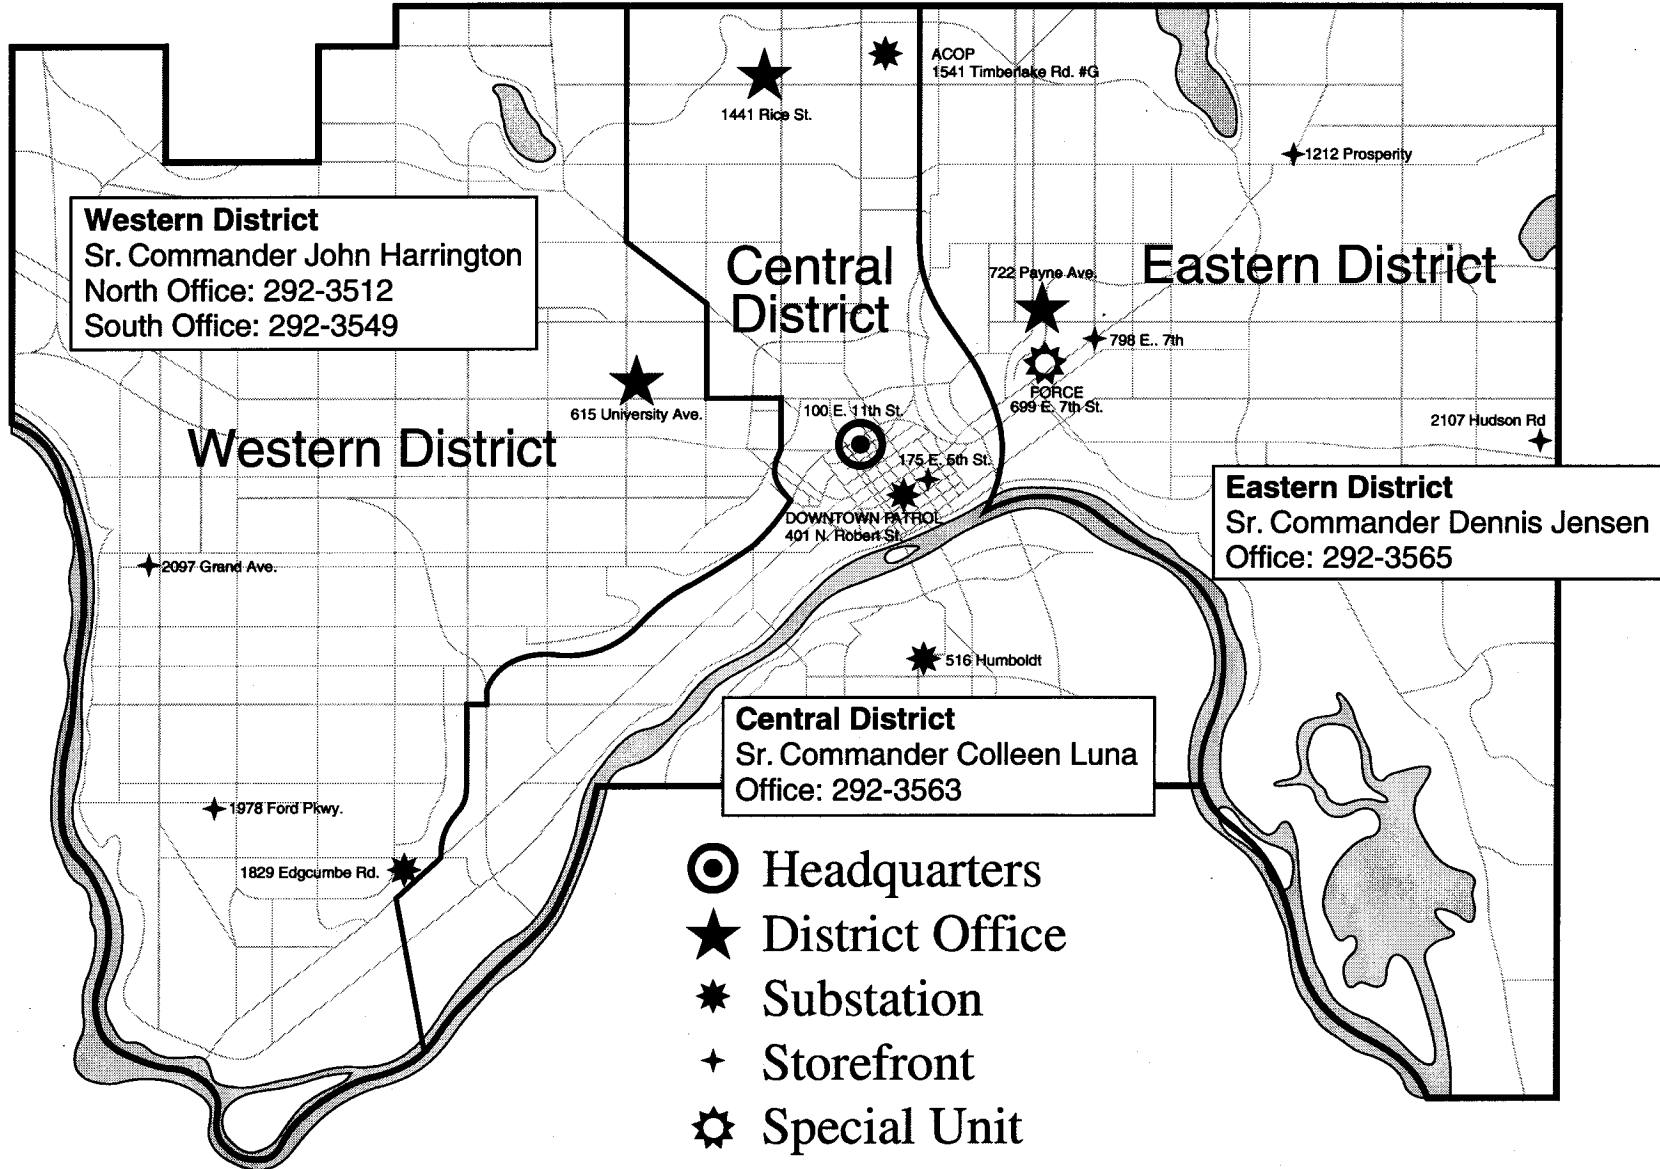 ACOP
1541 Timberlake Rd. #G
1441 Rice St.
1212 Prosperity
Western District
Sr. Commander John Harrington
North Office: 292-3512
South Office: 292-3549
Central
District
Eastern District
722 Payne Ave.
798 E.. 7th
FORCE
699 E. 7th St.
615 University Ave.
100 E. 11th St.
2107 Hudson Rd
Western District
175 E. 5th St.
DOWNTOWN PATROL
401 N. Robert St.
Eastern District
Sr. Commander Dennis Jensen
Office: 292-3565
2097 Grand Ave.
516 Humboldt
Central District
Sr. Commander Colleen Luna
Office: 292-3563
1978 Ford Pkwy.
1829 Edgcumbe Rd.
Headquarters
District Office
Substation
Storefront
Special Unit